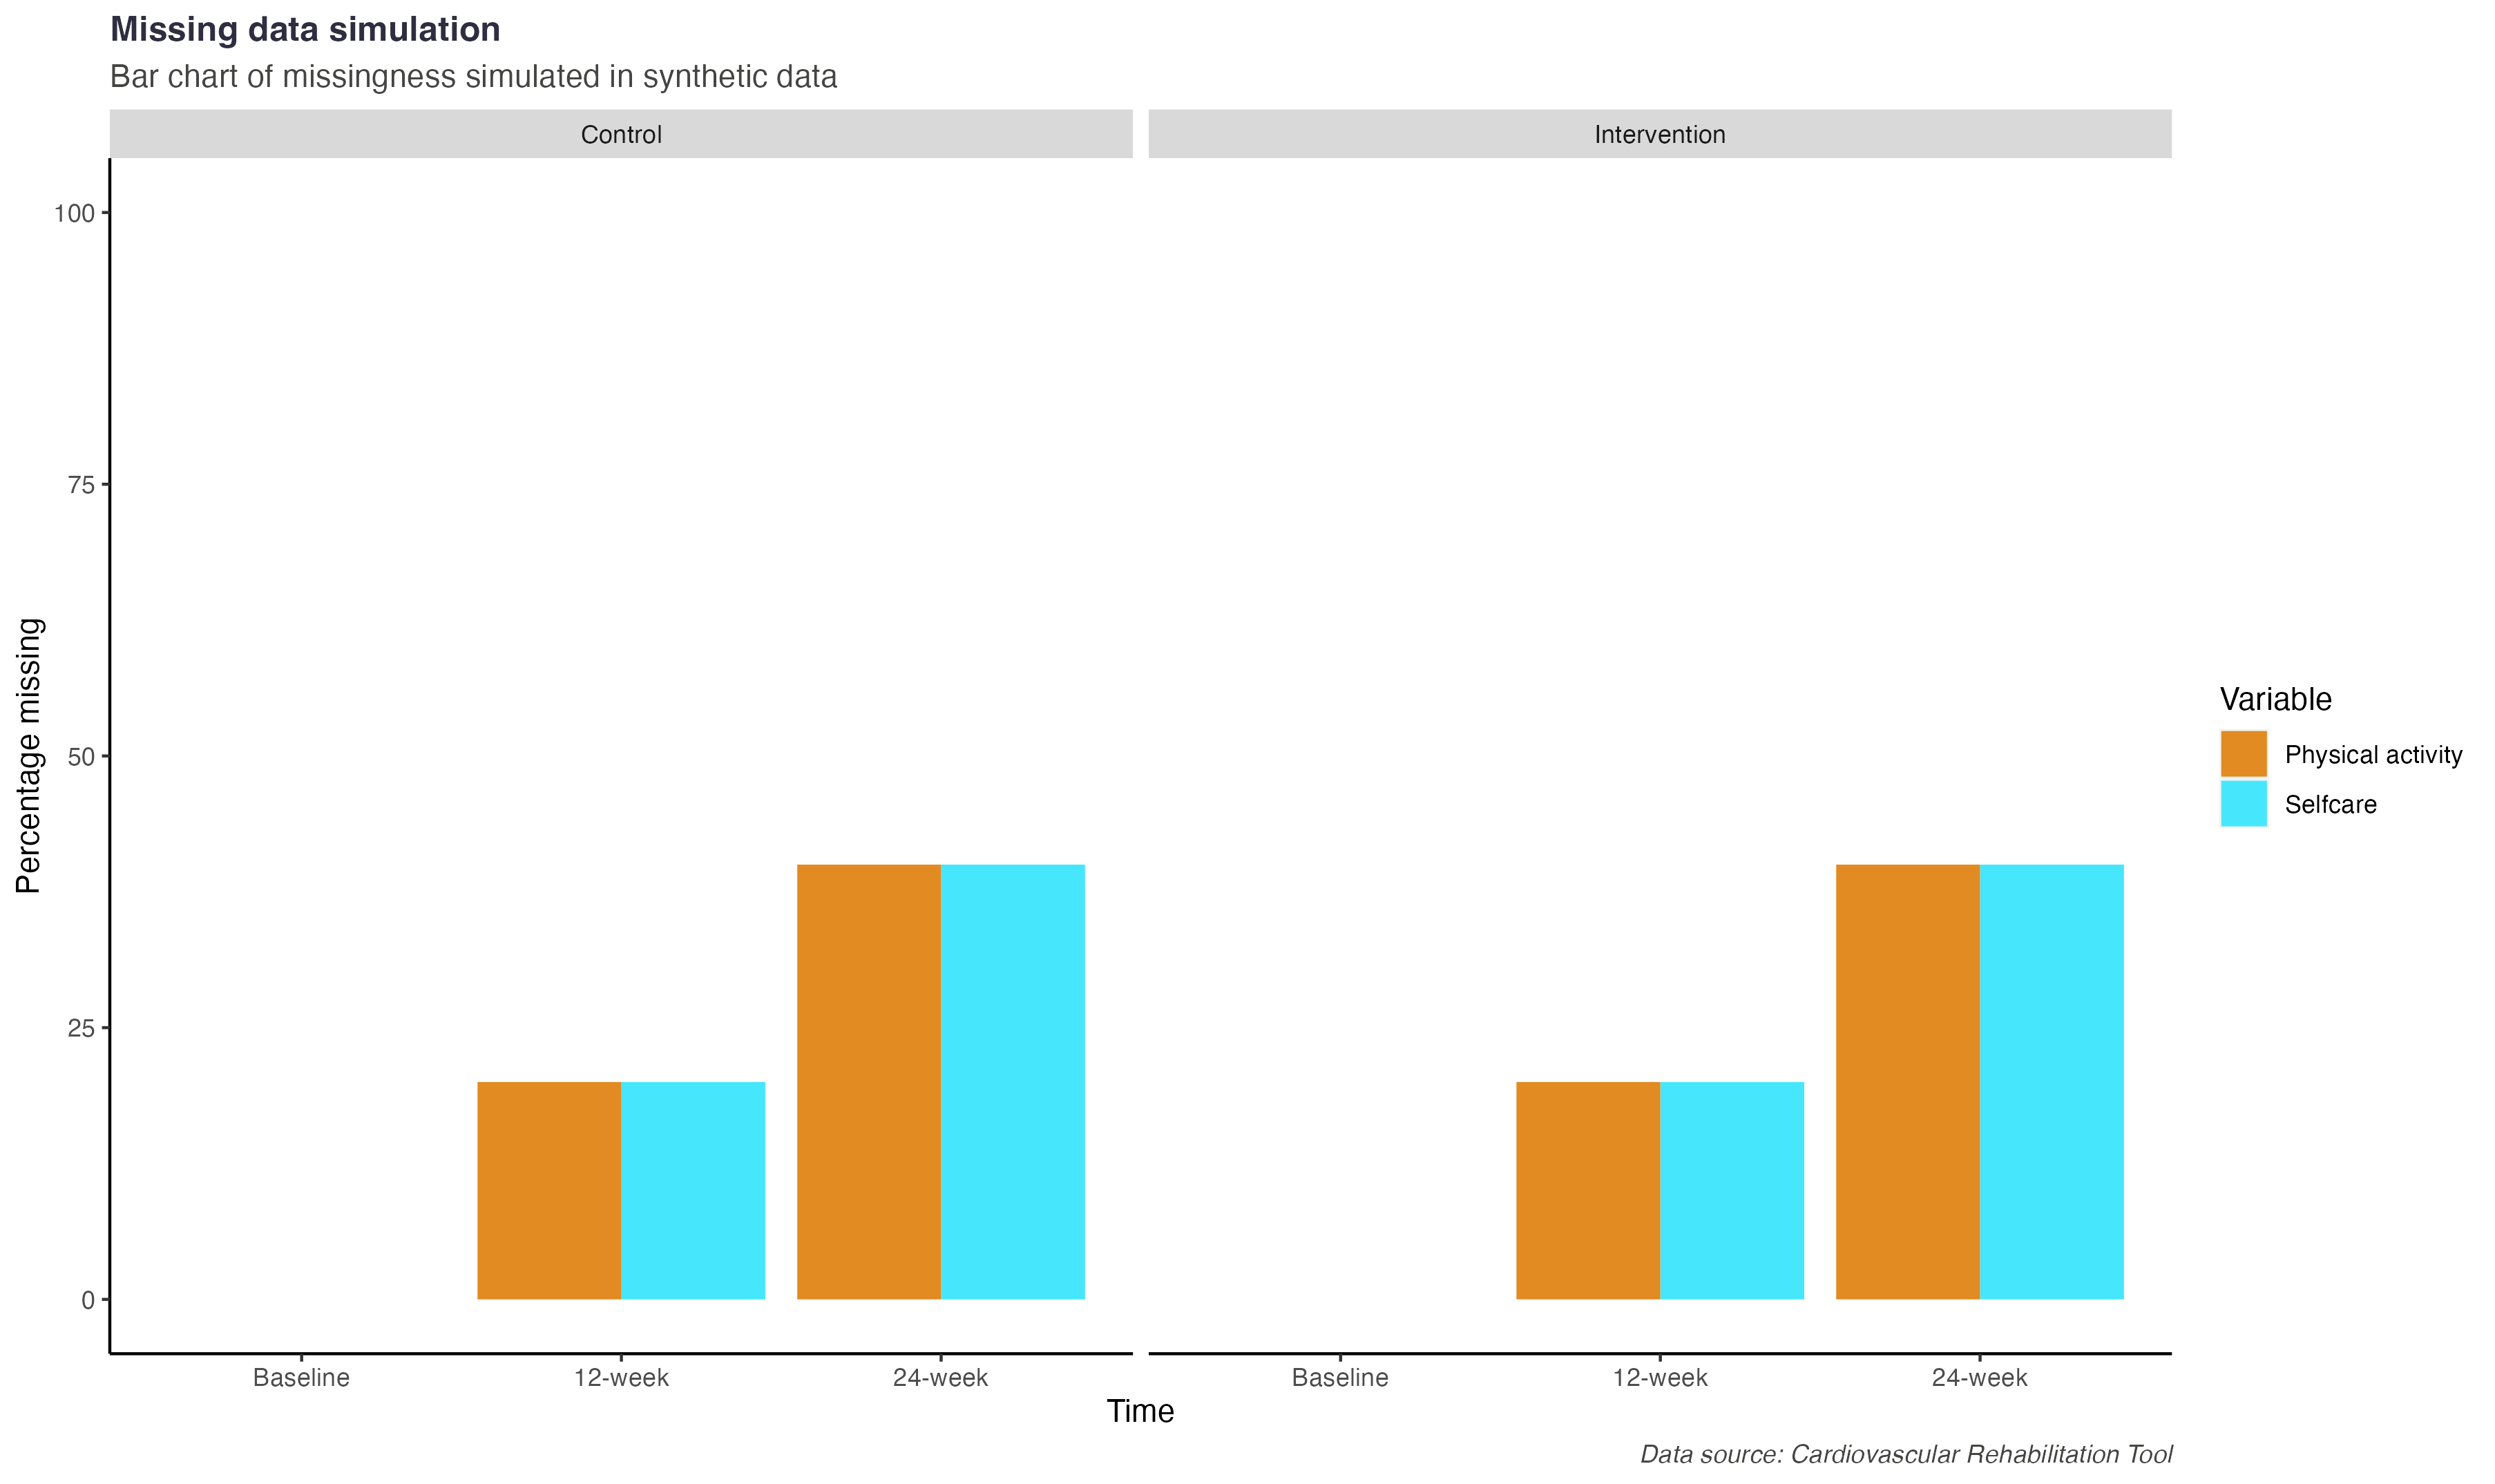 Missing data simulation
Bar chart of missingness simulated in synthetic data
Control
Intervention
Percentage missing
100
75
50
25
0
Baseline
12-week
24-week
Baseline
12-week
24-week
Time
Variable
Physical activity
Selfcare
Data source: Cardiovascular Rehabilitation Tool